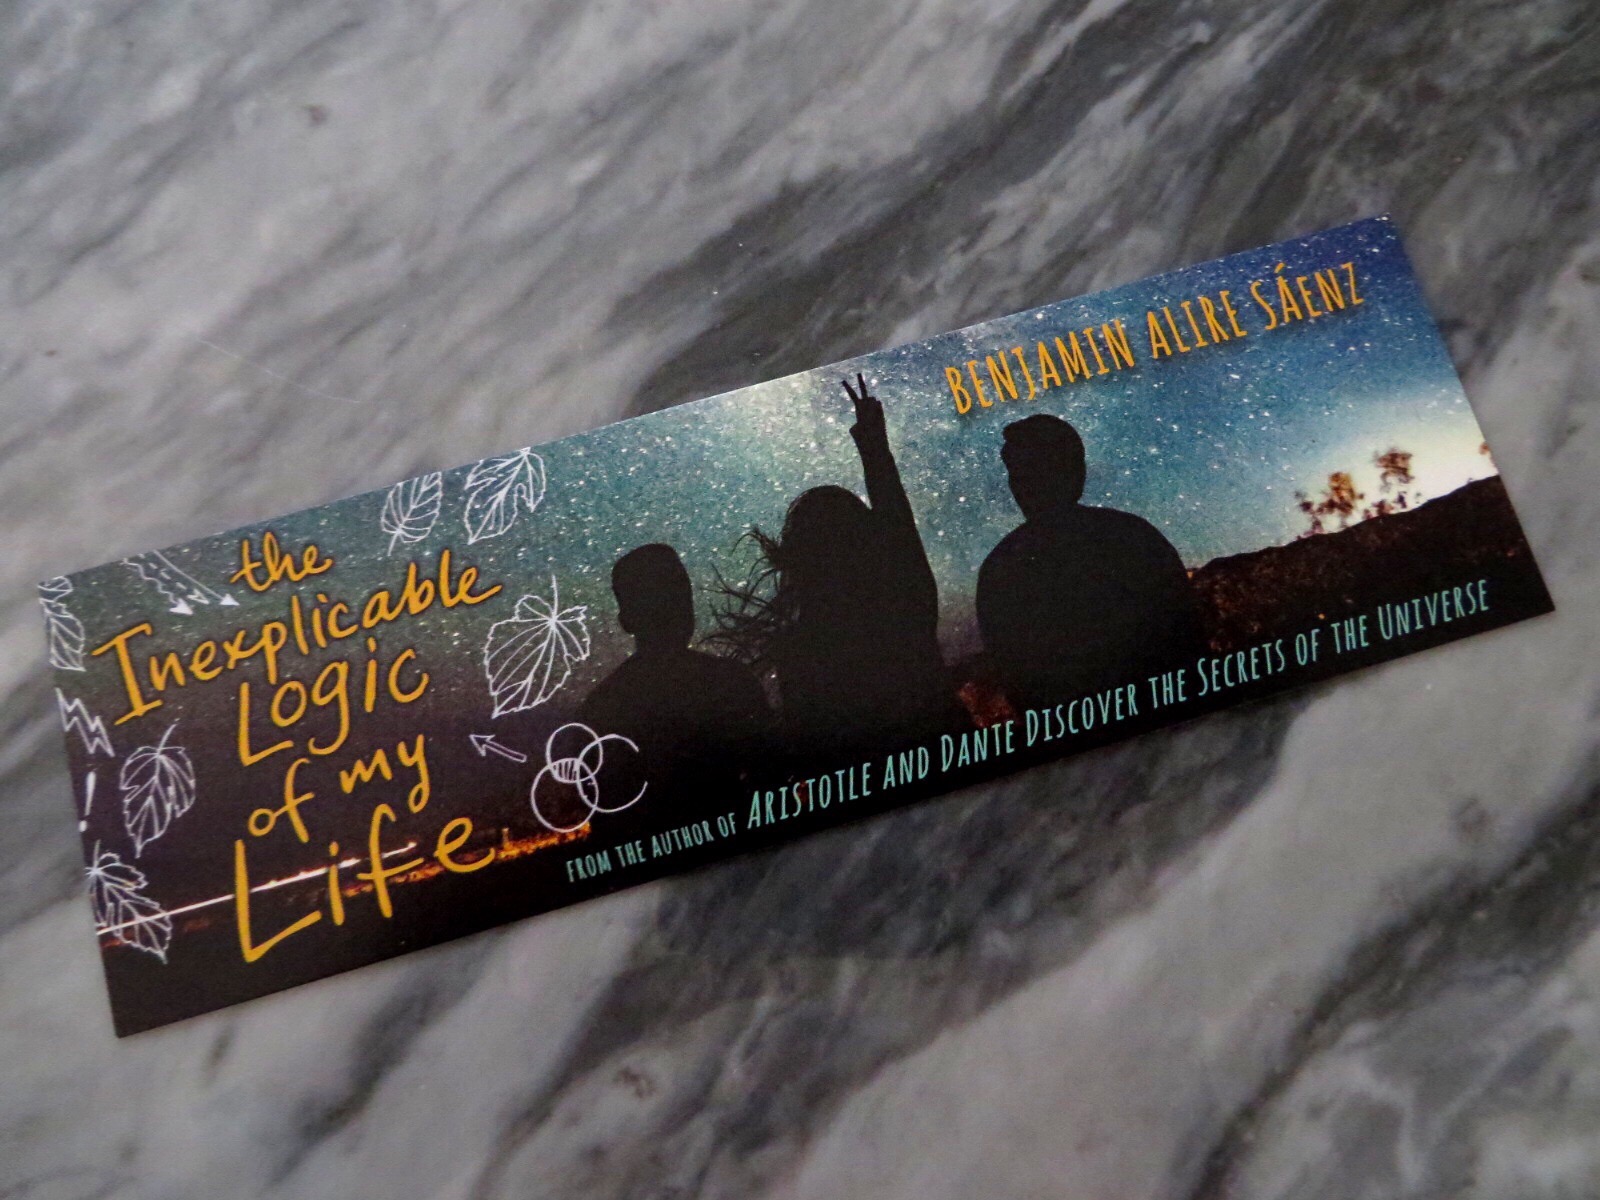 the
Inexplicable
Logic
of my
Life
BENJAMIN ALIRE SÁENZ
FROM THE AUTHOR OF ARISTOTLE AND DANTE DISCOVER THE SECRETS OF THE UNIVERSE